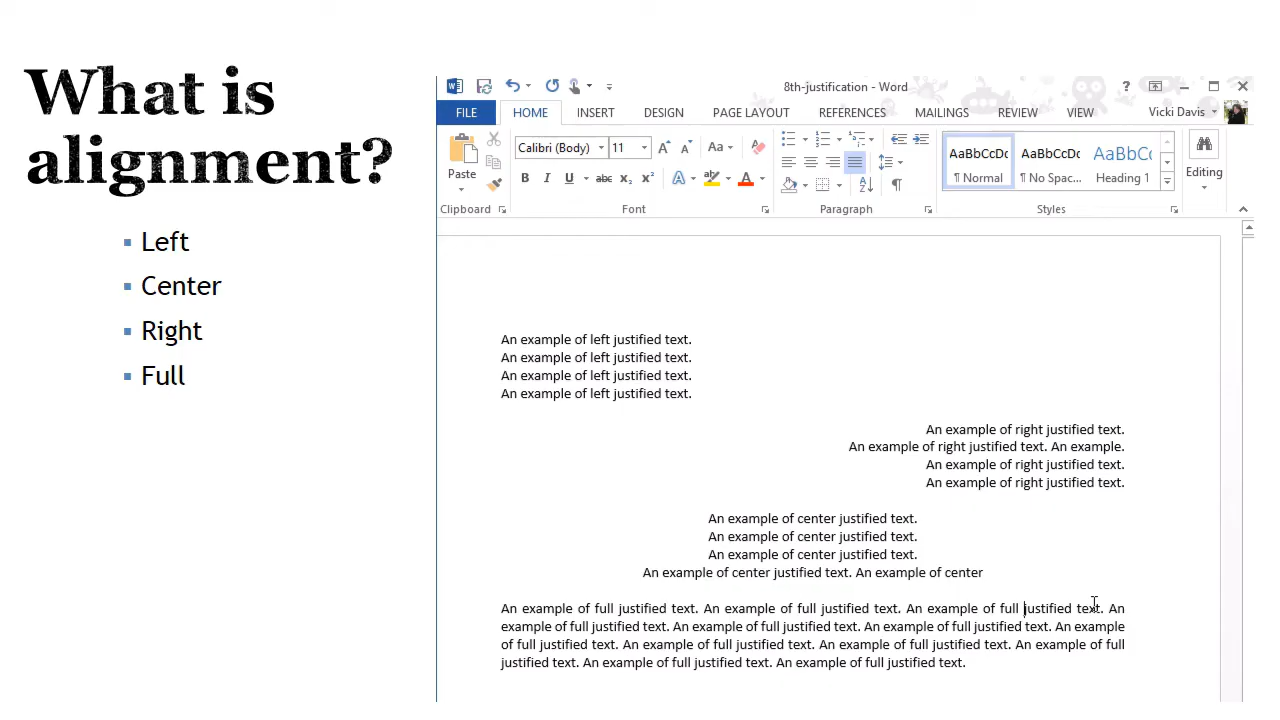 What is
alignment?
Left
Center
Right
Full
8th-justification - Word
FILE HOME INSERT DESIGN PAGE LAYOUT REFERENCES MAILINGS REVIEW VIEW Vicki Davis
Paste
Calibri (Body) 11
Aa
B I U abc X₂ X² A ab A
AaBbCcDc AaBbCcDc AaBbC
¶ Normal ¶ No Spac... Heading 1
Editing
Clipboard Font Paragraph Styles
An example of left justified text.
An example of left justified text.
An example of left justified text.
An example of left justified text.
An example of right justified text.
An example of right justified text. An example.
An example of right justified text.
An example of right justified text.
An example of center justified text.
An example of center justified text.
An example of center justified text.
An example of center justified text. An example of center
An example of full justified text. An example of full justified text. An example of full justified text. An
example of full justified text. An example of full justified text. An example of full justified text. An example
of full justified text. An example of full justified text. An example of full justified text. An example of full
justified text. An example of full justified text. An example of full justified text.